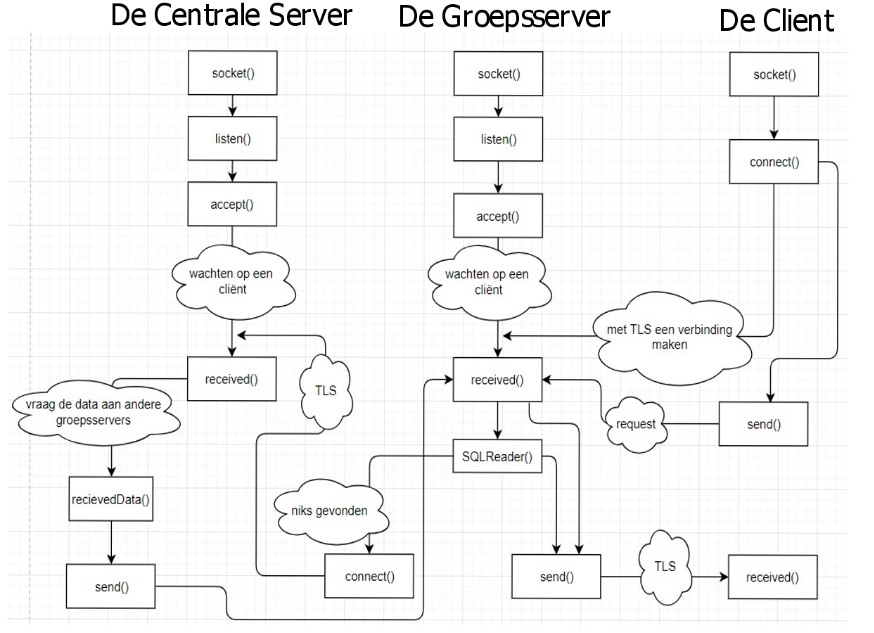 De Centrale Server
De Groepsserver
De Client
socket()
listen()
accept()
wachten op een
cliënt
received()
TLS
vraag de data aan andere
groepsservers
recievedData()
send()
socket()
listen()
accept()
wachten op een
cliënt
received()
SQLReader()
niks gevonden
connect()
send()
socket()
connect()
met TLS een verbinding
maken
request
send()
TLS
received()